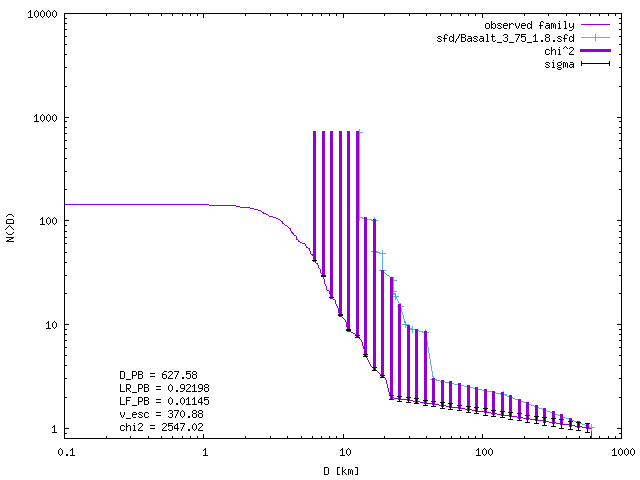 10000
observed family
sfd/Basalt_3_75_1.8.sfd
chi^2
sigma
1000
100
N(>D)
10
D_PB = 627.58
LR_PB = 0.92198
LF_PB = 0.01145
v_esc = 370.88
chi2 = 2547.02
1
0.1 1 10 100 1000
D [km]